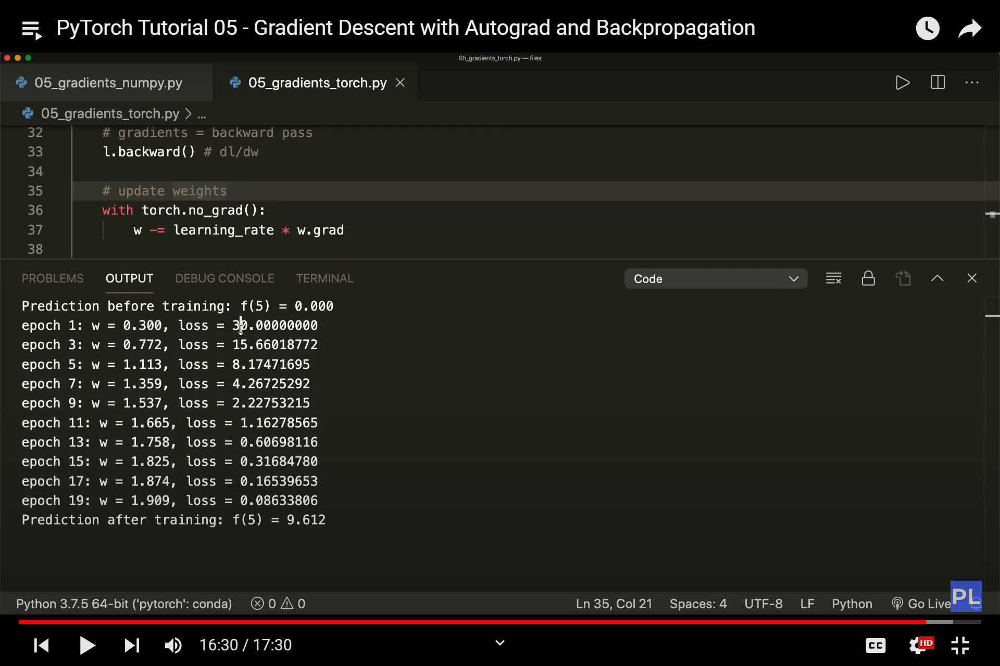 PyTorch Tutorial 05 - Gradient Descent with Autograd and Backpropagation
05_gradients_torch.py — files
05_gradients_numpy.py
05_gradients_torch.py
05_gradients_torch.py > ...
32 # gradients = backward pass
33 l.backward() # dl/dw
34
35 # update weights
36 with torch.no_grad():
37 w -= learning_rate * w.grad
38
PROBLEMS OUTPUT DEBUG CONSOLE TERMINAL Code
Prediction before training: f(5) = 0.000
epoch 1: w = 0.300, loss = 30.00000000
epoch 3: w = 0.772, loss = 15.66018772
epoch 5: w = 1.113, loss = 8.17471695
epoch 7: w = 1.359, loss = 4.26725292
epoch 9: w = 1.537, loss = 2.22753215
epoch 11: w = 1.665, loss = 1.16278565
epoch 13: w = 1.758, loss = 0.60698116
epoch 15: w = 1.825, loss = 0.31684780
epoch 17: w = 1.874, loss = 0.16539653
epoch 19: w = 1.909, loss = 0.08633806
Prediction after training: f(5) = 9.612
Python 3.7.5 64-bit ('pytorch': conda) 0 0 Ln 35, Col 21 Spaces: 4 UTF-8 LF Python Go Live PL
16:30 / 17:30 CC HD